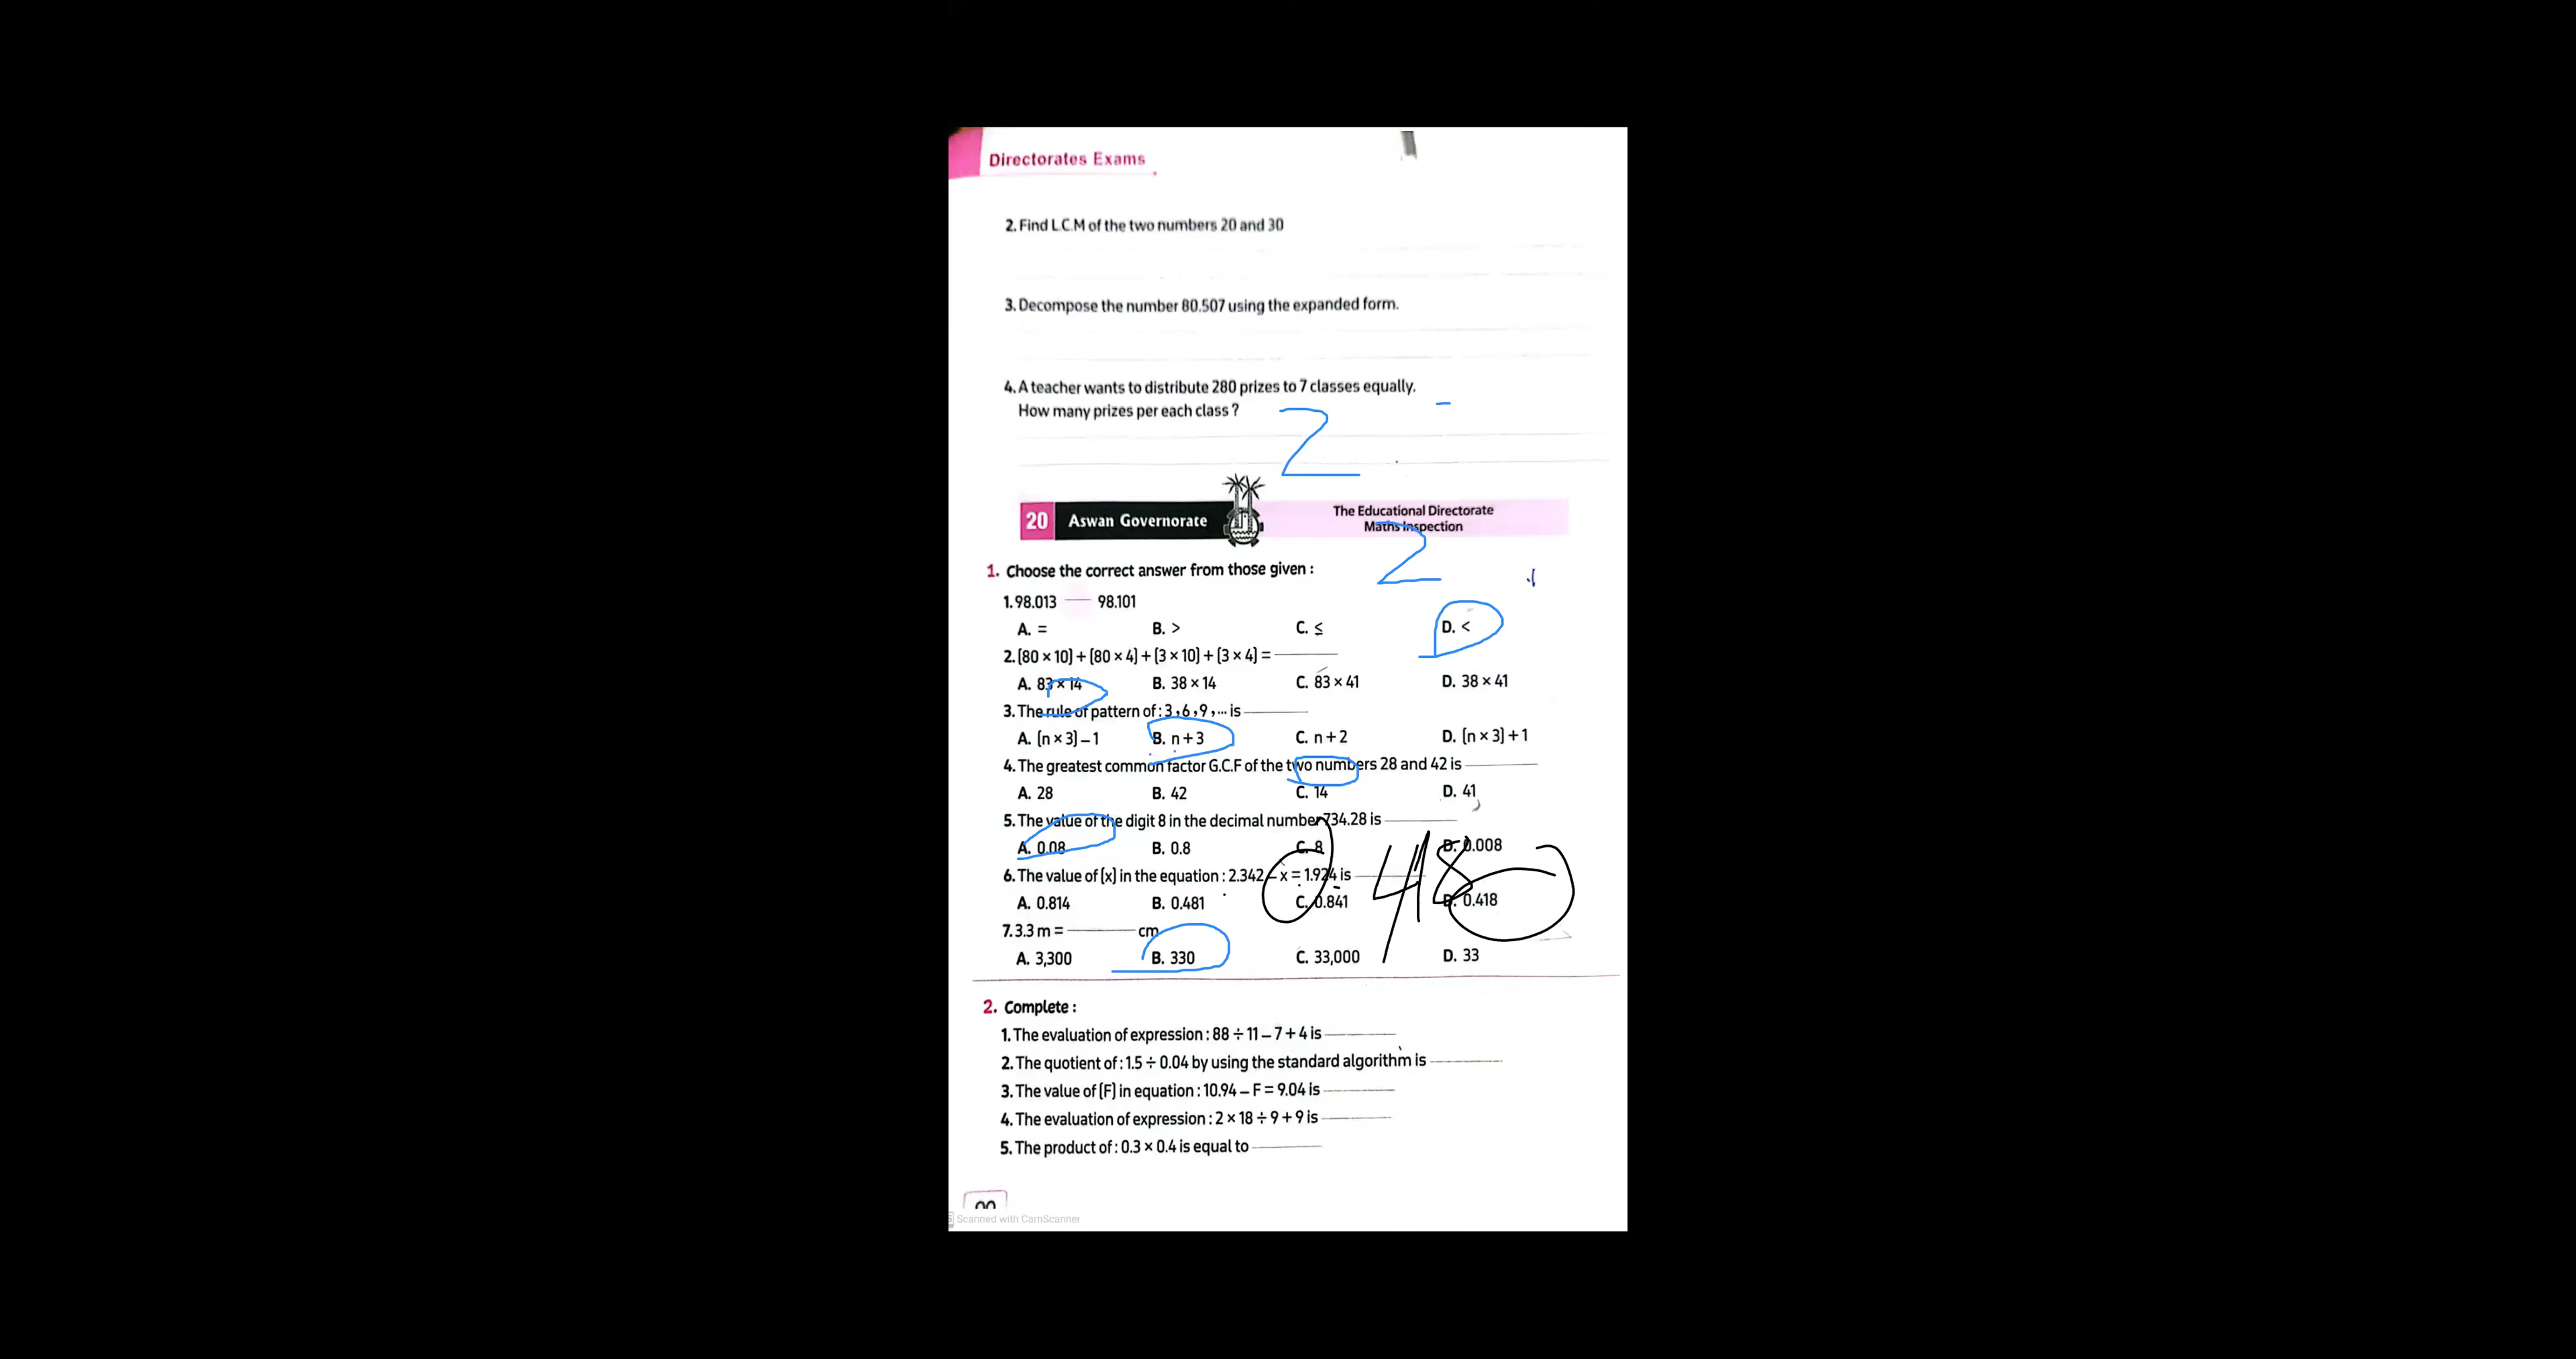 Directorates Exams
2. Find L.C.M of the two numbers 20 and 30
3. Decompose the number 80.507 using the expanded form.
4. A teacher wants to distribute 280 prizes to 7 classes equally.
How many prizes per each class ?
2
20 Aswan Governorate
The Educational Directorate
Maths Inspection
2
1. Choose the correct answer from those given :
1. 98.013 98.101
A. = B. > C. ≤ D. <
2. (80 × 10) + (80 × 4) + (3 × 10) + (3 × 4) =
A. 83 × 14 B. 38 × 14 C. 83 × 41 D. 38 × 41
3. The rule of pattern of : 3 , 6 , 9 , ... is
A. (n × 3) – 1 B. n + 3 C. n + 2 D. (n × 3) + 1
4. The greatest common factor G.C.F of the two numbers 28 and 42 is
A. 28 B. 42 C. 14 D. 41
5. The value of the digit 8 in the decimal number 734.28 is
A. 0.08 B. 0.8 C. 8 D. 0.008
418
6. The value of (x) in the equation : 2.342 – x = 1.924 is
A. 0.814 B. 0.481 C. 0.841 D. 0.418
7. 3.3 m = cm
A. 3,300 B. 330 C. 33,000 D. 33
2. Complete :
1. The evaluation of expression : 88 ÷ 11 – 7 + 4 is
2. The quotient of : 1.5 ÷ 0.04 by using the standard algorithm is
3. The value of (F) in equation : 10.94 – F = 9.04 is
4. The evaluation of expression : 2 × 18 ÷ 9 + 9 is
5. The product of : 0.3 × 0.4 is equal to
Scanned with CamScanner